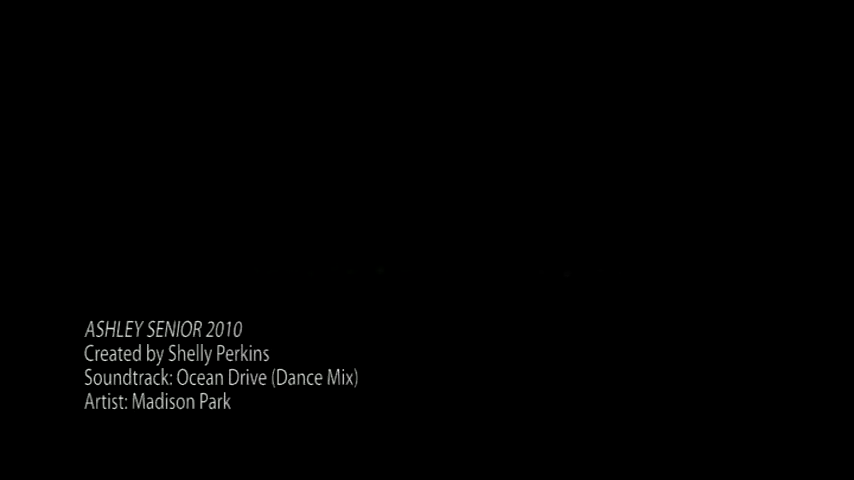 ASHLEY SENIOR 2010
Created by Shelly Perkins
Soundtrack: Ocean Drive (Dance Mix)
Artist: Madison Park